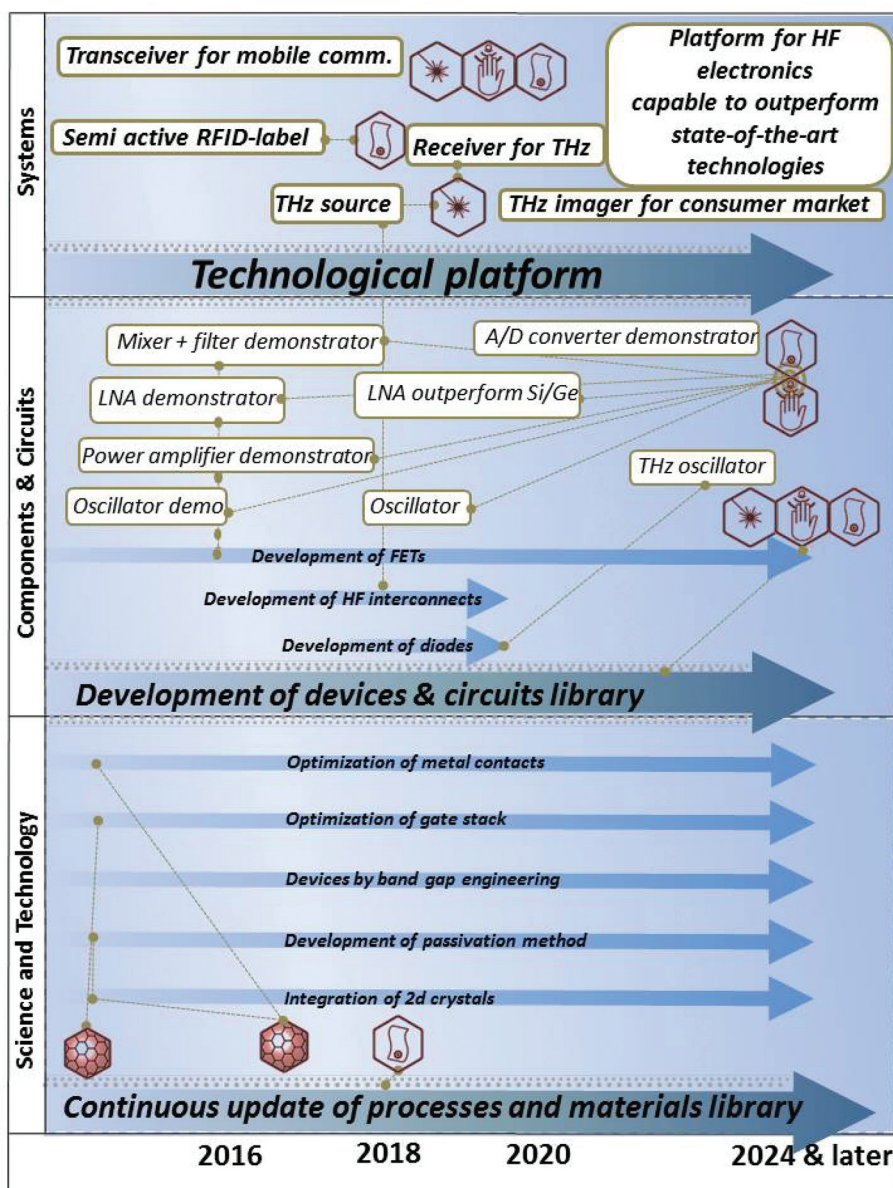 Systems
Transceiver for mobile comm.
Platform for HF
electronics
capable to outperform
state-of-the-art
technologies
Semi active RFID-label
Receiver for THz
THz source
THz imager for consumer market
Technological platform
Components & Circuits
Mixer + filter demonstrator
A/D converter demonstrator
LNA demonstrator
LNA outperform Si/Ge
Power amplifier demonstrator
THz oscillator
Oscillator demo
Oscillator
Development of FETs
Development of HF interconnects
Development of diodes
Development of devices & circuits library
Science and Technology
Optimization of metal contacts
Optimization of gate stack
Devices by band gap engineering
Development of passivation method
Integration of 2d crystals
Continuous update of processes and materials library
2016
2018
2020
2024 & later